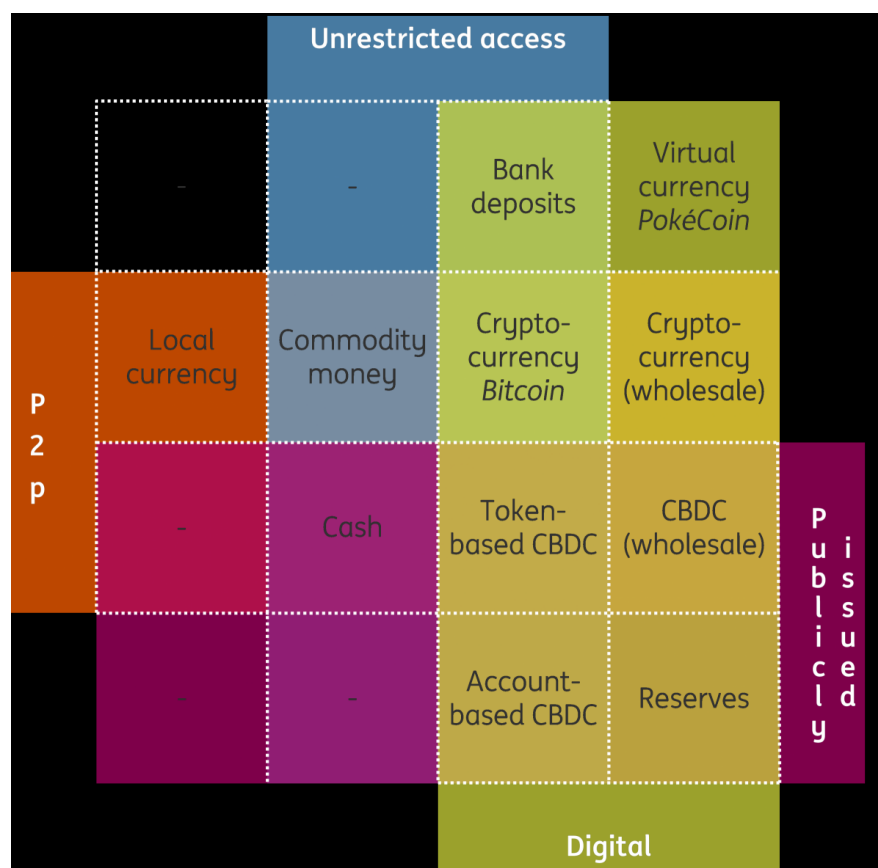 Unrestricted access
-
-
Bank
deposits
Virtual
currency
PokéCoin
P2p
Local
currency
Commodity
money
Crypto-
currency
Bitcoin
Crypto-
currency
(wholesale)
-
Cash
Token-
based CBDC
CBDC
(wholesale)
Publicly
issued
-
-
Account-
based CBDC
Reserves
Digital